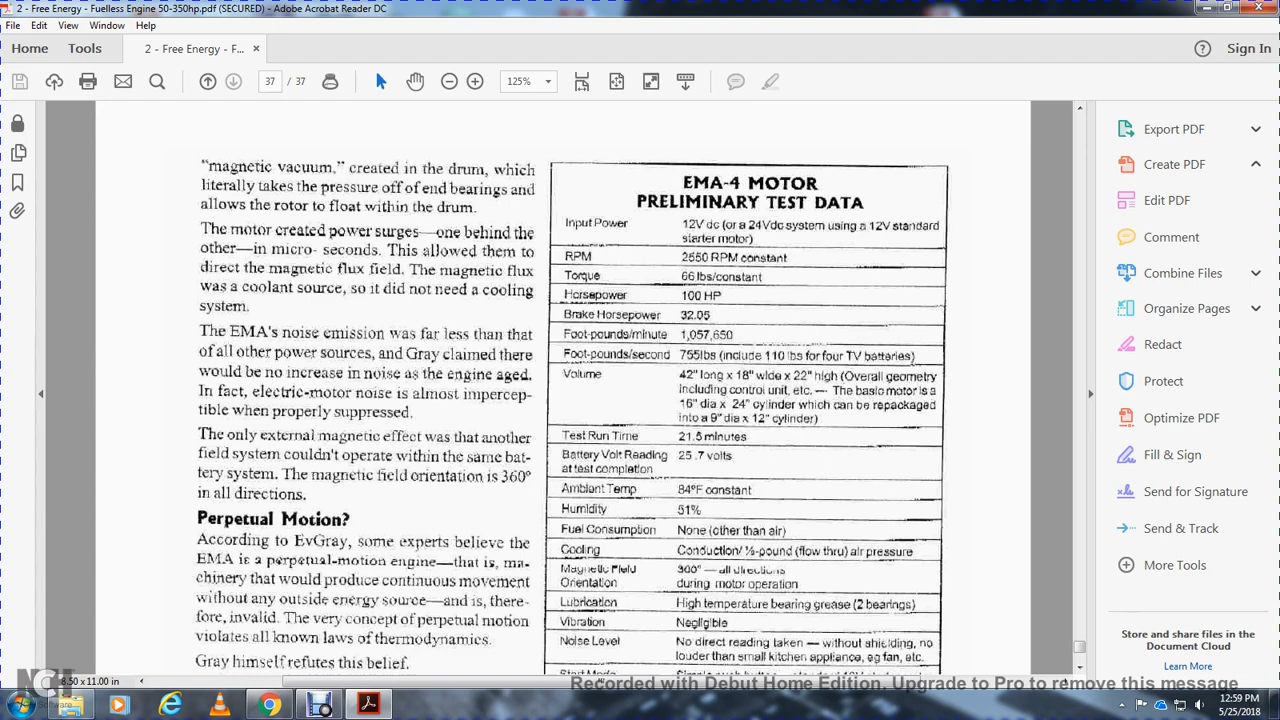 2 - Free Energy - Fuelless Engine 50-350hp.pdf (SECURED) - Adobe Acrobat Reader DC
File Edit View Window Help
Home Tools 2 - Free Energy - F... × Sign In
37 / 37 125%
"magnetic vacuum," created in the drum, which
literally takes the pressure off of end bearings and
allows the rotor to float within the drum.
The motor created power surges—one behind the
other—in micro- seconds. This allowed them to
direct the magnetic flux field. The magnetic flux
was a coolant source, so it did not need a cooling
system.
The EMA's noise emission was far less than that
of all other power sources, and Gray claimed there
would be no increase in noise as the engine aged.
In fact, electric-motor noise is almost impercep-
tible when properly suppressed.
The only external magnetic effect was that another
field system couldn't operate within the same bat-
tery system. The magnetic field orientation is 360°
in all directions.
Perpetual Motion?
According to EvGray, some experts believe the
EMA is a perpetual-motion engine—that is, ma-
chinery that would produce continuous movement
without any outside energy source—and is, there-
fore, invalid. The very concept of perpetual motion
violates all known laws of thermodynamics.
Gray himself refutes this belief.
EMA-4 MOTOR
PRELIMINARY TEST DATA
Input Power 12V dc (or a 24Vdc system using a 12V standard
starter motor)
RPM 2550 RPM constant
Torque 66 lbs/constant
Horsepower 100 HP
Brake Horsepower 32.05
Foot-pounds/minute 1,057,650
Foot-pounds/second 755lbs (include 110 lbs for four TV batteries)
Volume 42" long x 18" wide x 22" high (Overall geometry
including control unit, etc. — The basic motor is a
16" dia x 24" cylinder which can be repackaged
into a 9" dia x 12" cylinder)
Test Run Time 21.5 minutes
Battery Volt Reading 25 .7 volts
at test completion
Ambient Temp 84°F constant
Humidity 51%
Fuel Consumption None (other than air)
Cooling Conduction/ ½-pound (flow thru) air pressure
Magnetic Field 360° — all directions
Orientation during motor operation
Lubrication High temperature bearing grease (2 bearings)
Vibration Negligible
Noise Level No direct reading taken — without shielding, no
louder than small kitchen appliance, eg fan, etc.
Export PDF
Create PDF
Edit PDF
Comment
Combine Files
Organize Pages
Redact
Protect
Optimize PDF
Fill & Sign
Send for Signature
Send & Track
More Tools
Store and share files in the
Document Cloud
Learn More
8.50 x 11.00 in
NCH
Software
Recorded with Debut Home Edition. Upgrade to Pro to remove this message
12:59 PM
5/25/2018